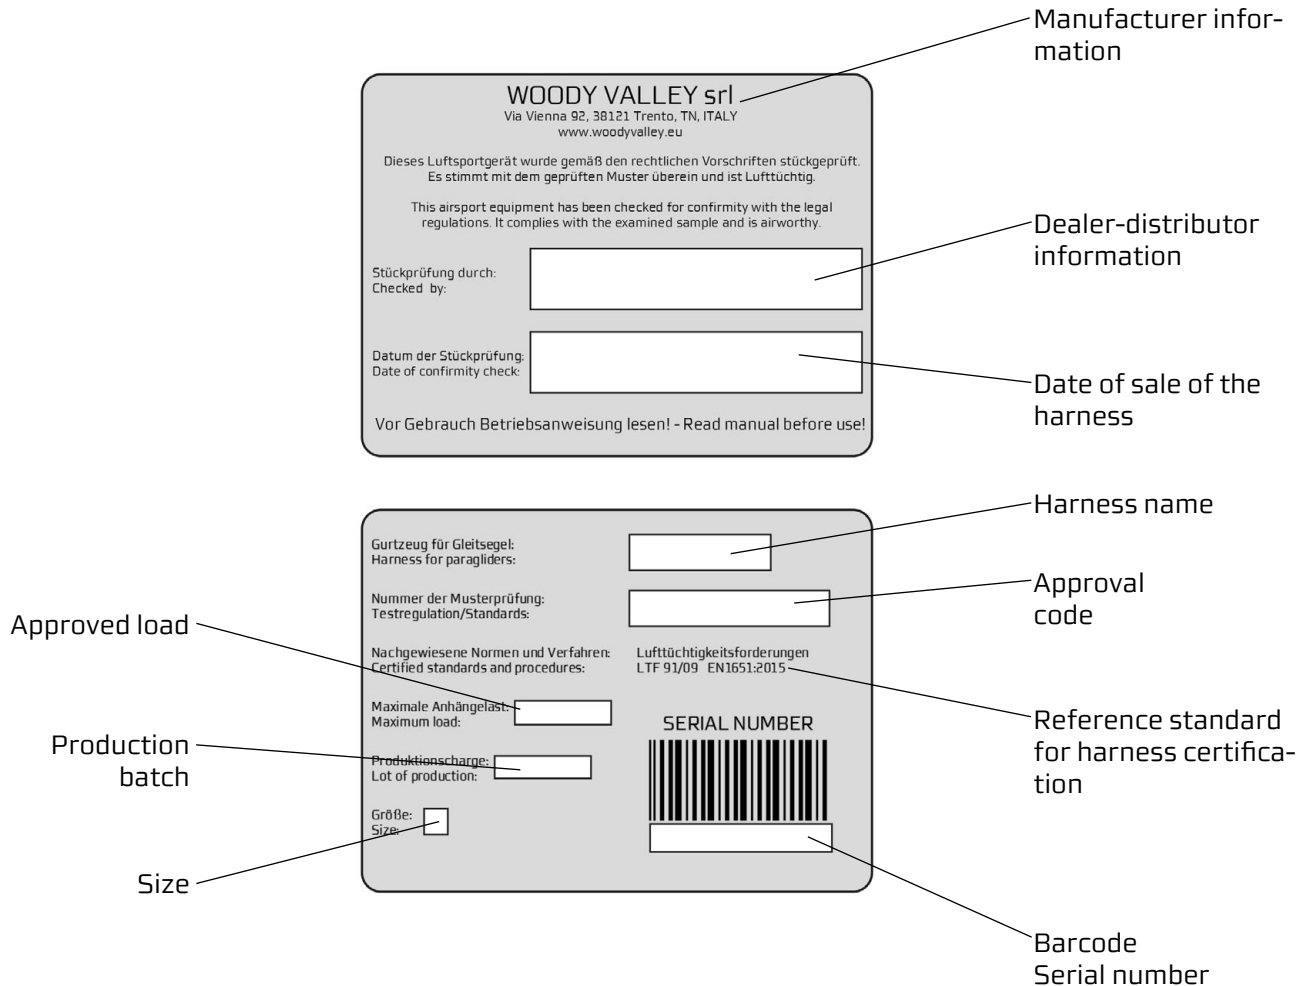 Manufacturer infor-
mation
WOODY VALLEY srl
Via Vienna 92, 38121 Trento, TN, ITALY
www.woodyvalley.eu
Dieses Luftsportgerät wurde gemäß den rechtlichen Vorschriften stückgeprüft.
Es stimmt mit dem geprüften Muster überein und ist Lufttüchtig.
This airsport equipment has been checked for confirmity with the legal
regulations. It complies with the examined sample and is airworthy.
Dealer-distributor
information
Stückprüfung durch:
Checked by:
Datum der Stückprüfung:
Date of confirmity check:
Date of sale of the
harness
Vor Gebrauch Betriebsanweisung lesen! - Read manual before use!
Harness name
Gurtzeug für Gleitsegel:
Harness for paragliders:
Approval
code
Nummer der Musterprüfung:
Testregulation/Standards:
Approved load
Nachgewiesene Normen und Verfahren: Lufttüchtigkeitsforderungen
Certified standards and procedures: LTF 91/09 EN1651:2015
Maximale Anhängelast:
Maximum load:
SERIAL NUMBER
Reference standard
for harness certifica-
tion
Production
batch
Produktionscharge:
Lot of production:
Größe:
Size:
Size
Barcode
Serial number